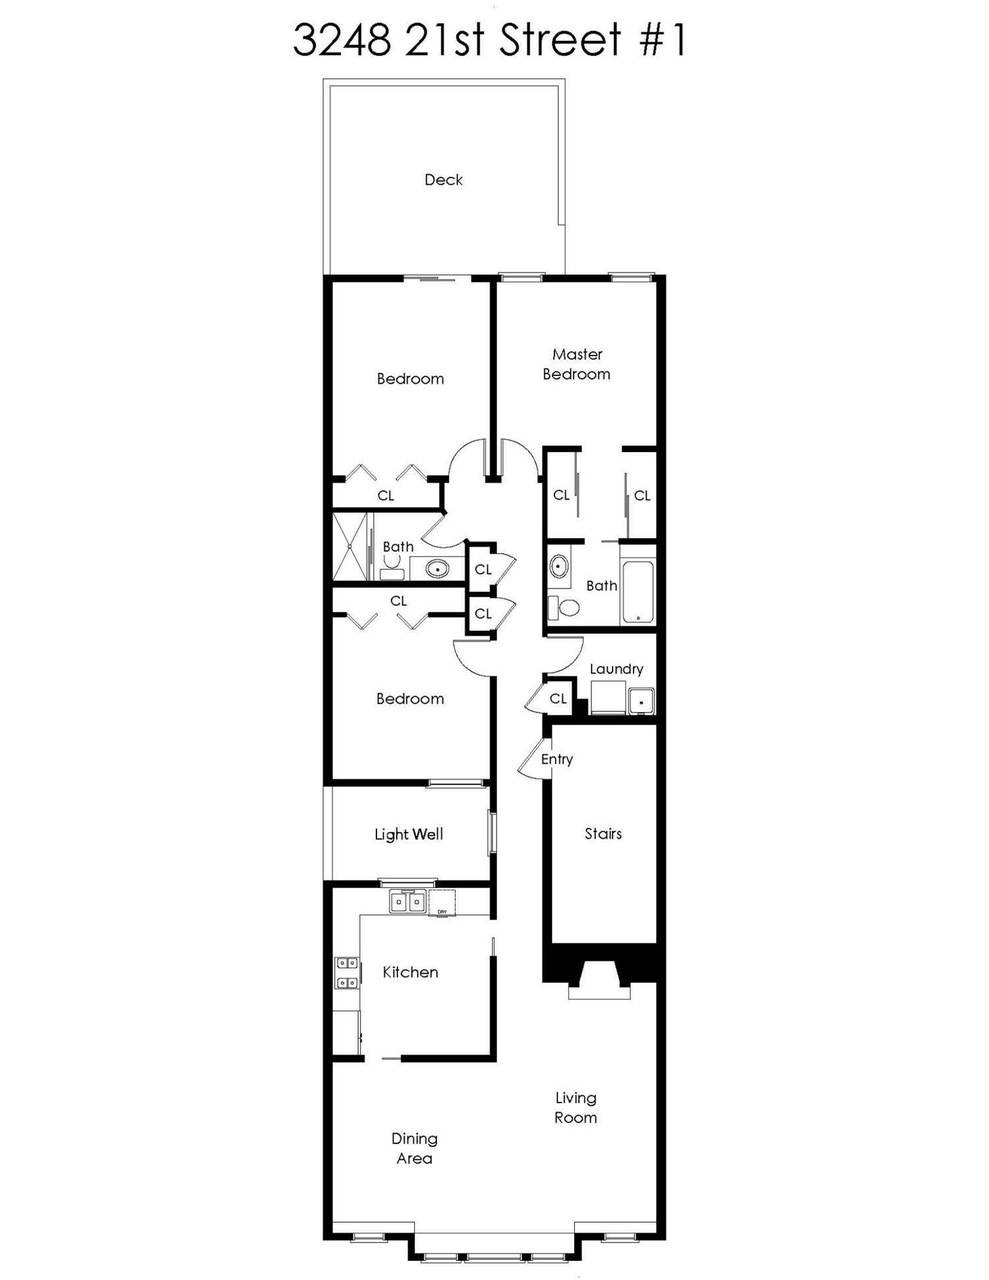 3248 21st Street #1
Deck
Master
Bedroom
Bedroom
CL
CL
CL
Bath
CL
Bath
CL
CL
Laundry
Bedroom
CL
Entry
Light Well
Stairs
Kitchen
Living
Room
Dining
Area